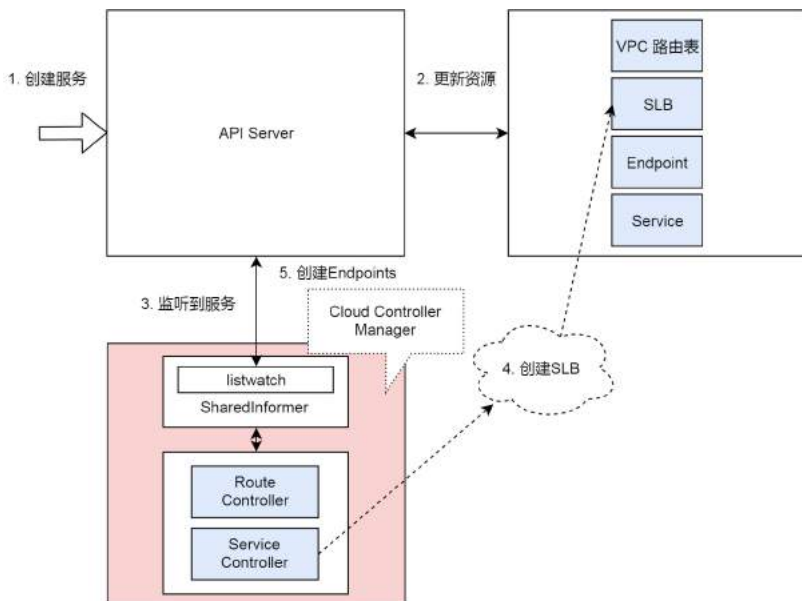 1. 创建服务
API Server
2. 更新资源
VPC 路由表
SLB
Endpoint
Service
3. 监听到服务
5. 创建Endpoints
Cloud Controller
Manager
listwatch
SharedInformer
4. 创建SLB
Route
Controller
Service
Controller